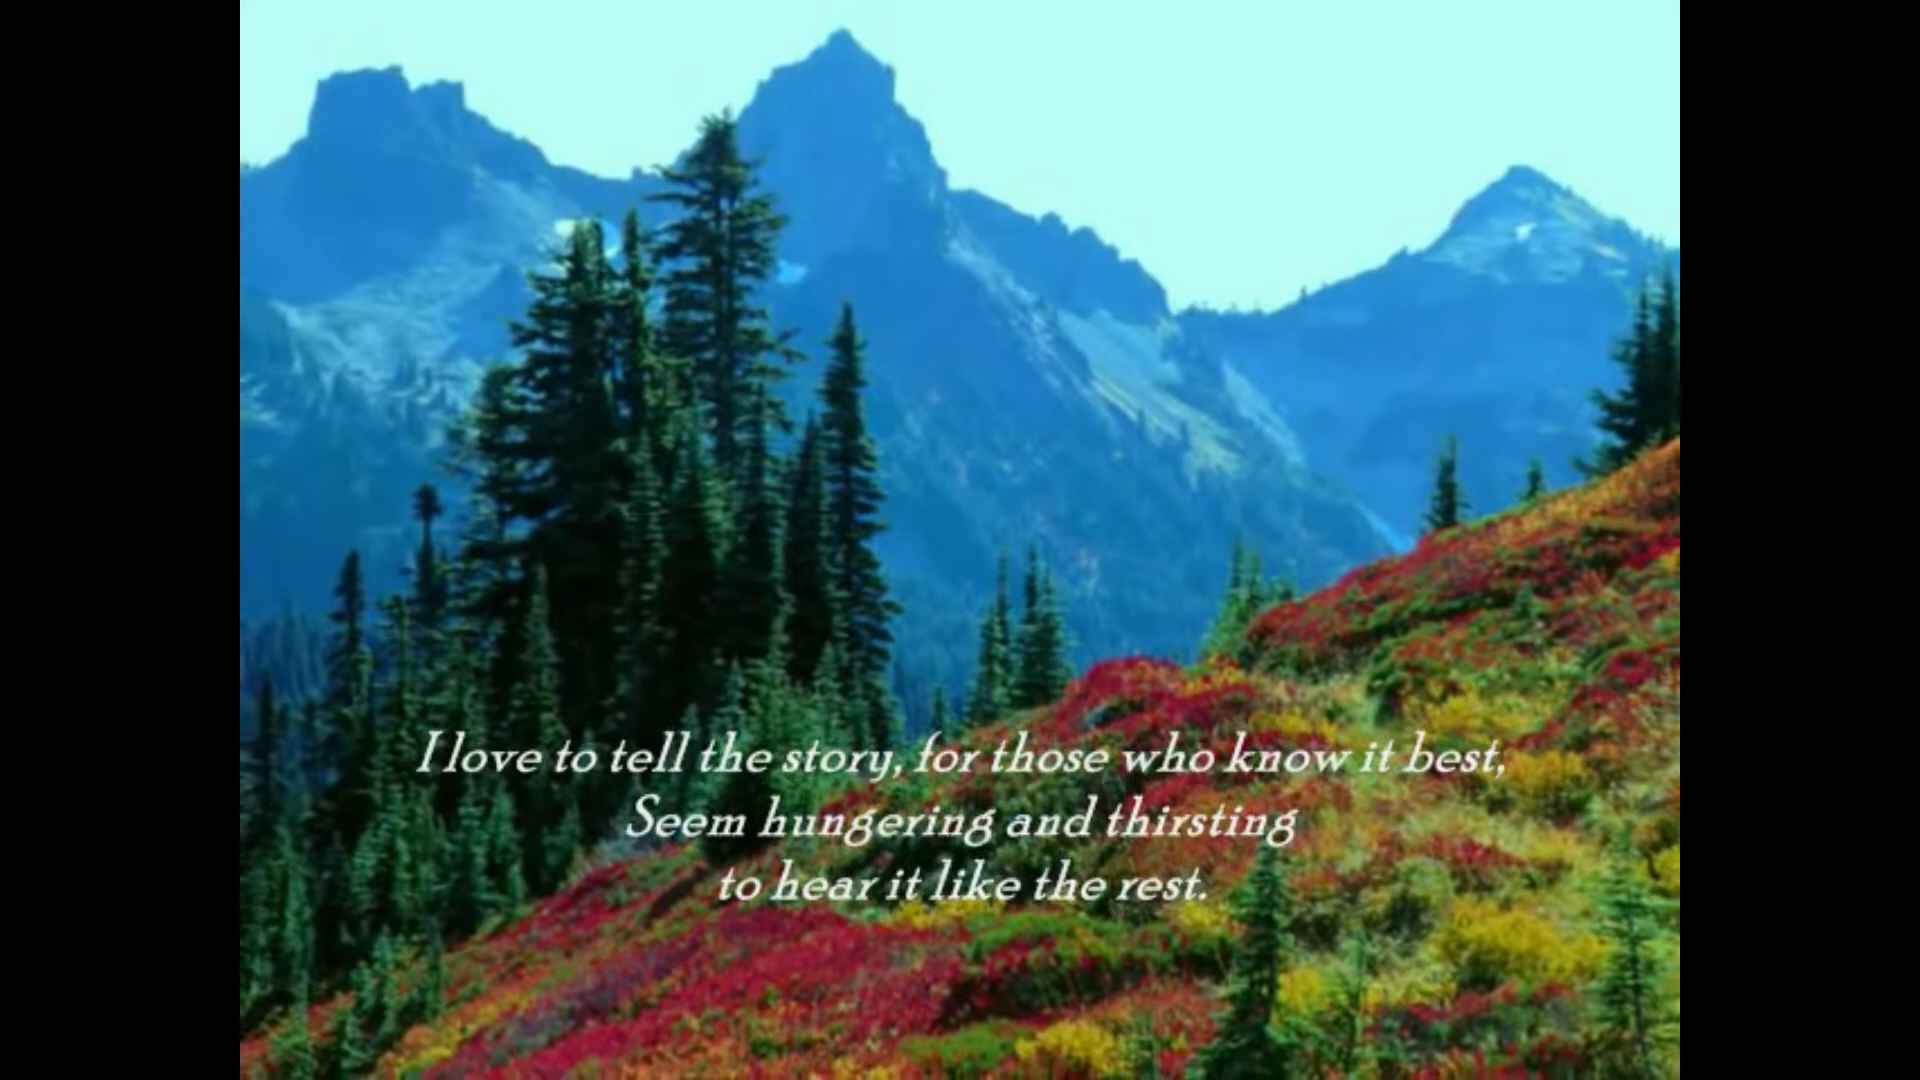 I love to tell the story, for those who know it best,
Seem hungering and thirsting
to hear it like the rest.